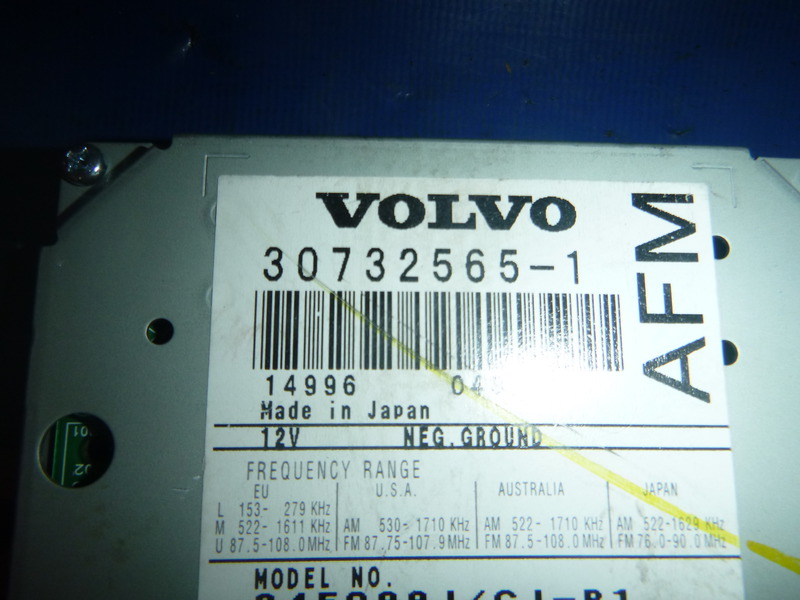 VOLVO
30732565-1
AFM
14996
Made in Japan
12V NEG.GROUND
FREQUENCY RANGE
EU U.S.A. AUSTRALIA JAPAN
L 153- 279 KHz
M 522- 1611 KHz AM 530- 1710 KHz AM 522- 1710 KHz AM 522-1629 KHz
U 87.5-108.0 MHz FM 87.75-107.9 MHz FM 87.5-108.0 MHz FM 76.0-90.0 MHz
MODEL NO.